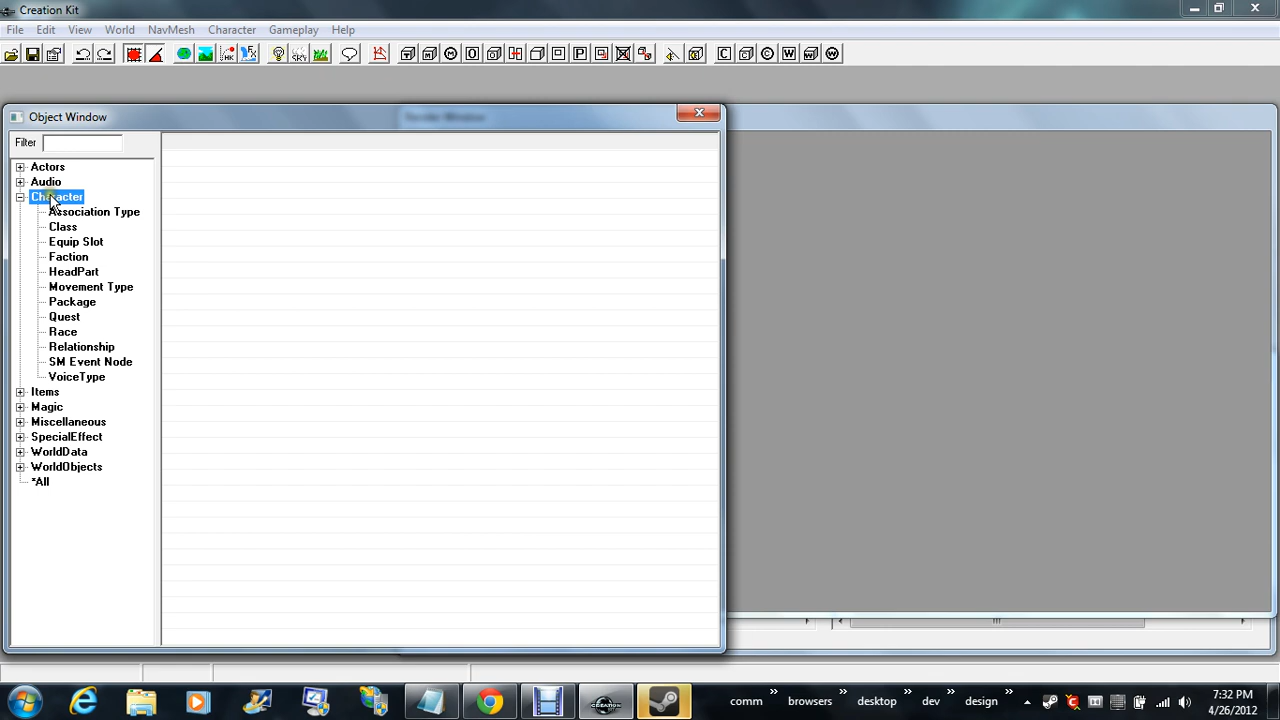 Creation Kit
File Edit View World NavMesh Character Gameplay Help
Object Window
Filter
Actors
Audio
Character
Association Type
Class
Equip Slot
Faction
HeadPart
Movement Type
Package
Quest
Race
Relationship
SM Event Node
VoiceType
Items
Magic
Miscellaneous
SpecialEffect
WorldData
WorldObjects
*All
comm » browsers » desktop » dev » design »
7:32 PM
4/26/2012